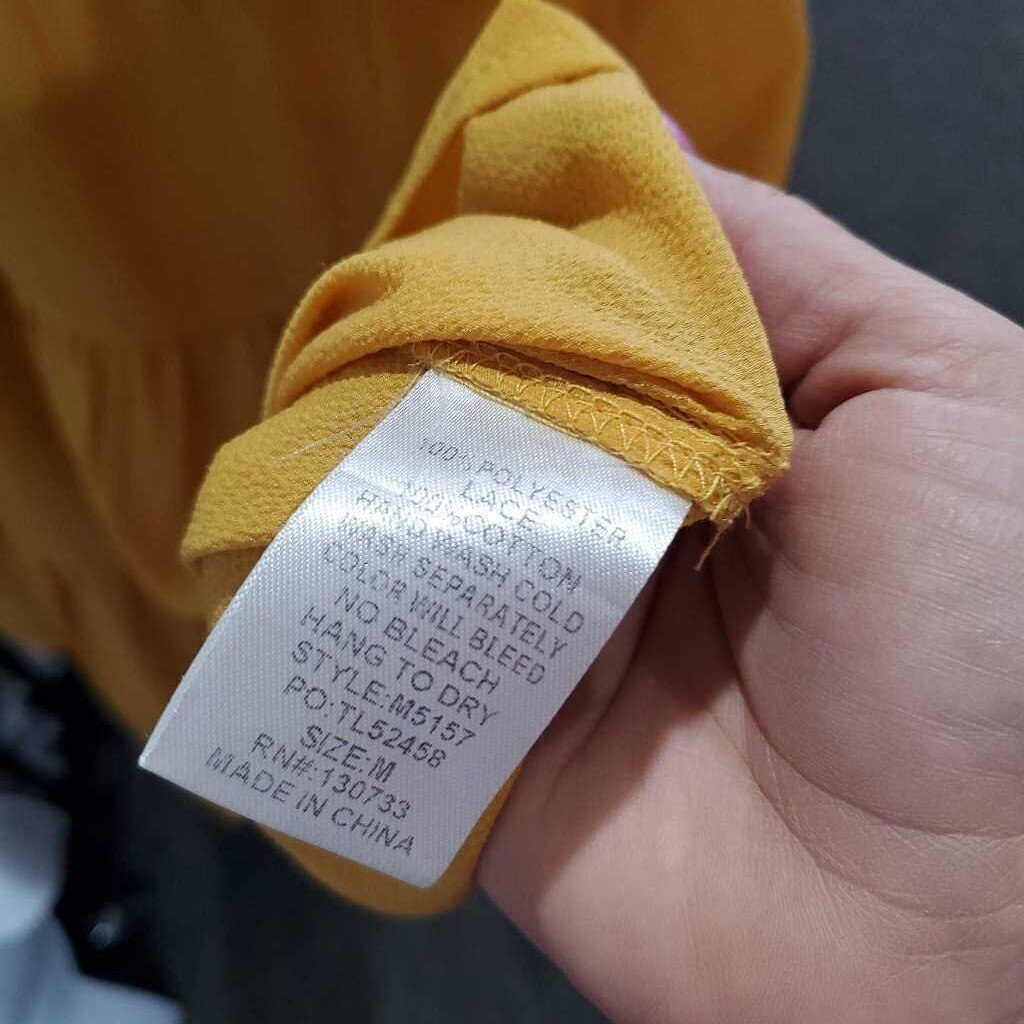 100% POLYESTER
LACE
100% COTTOM
HAND WASH COLD
WASH SEPARATELY
COLOR WILL BLEED
NO BLEACH
HANG TO DRY
STYLE:M5157
PO:TL52458
SIZE:M
RN#:130733
MADE IN CHINA